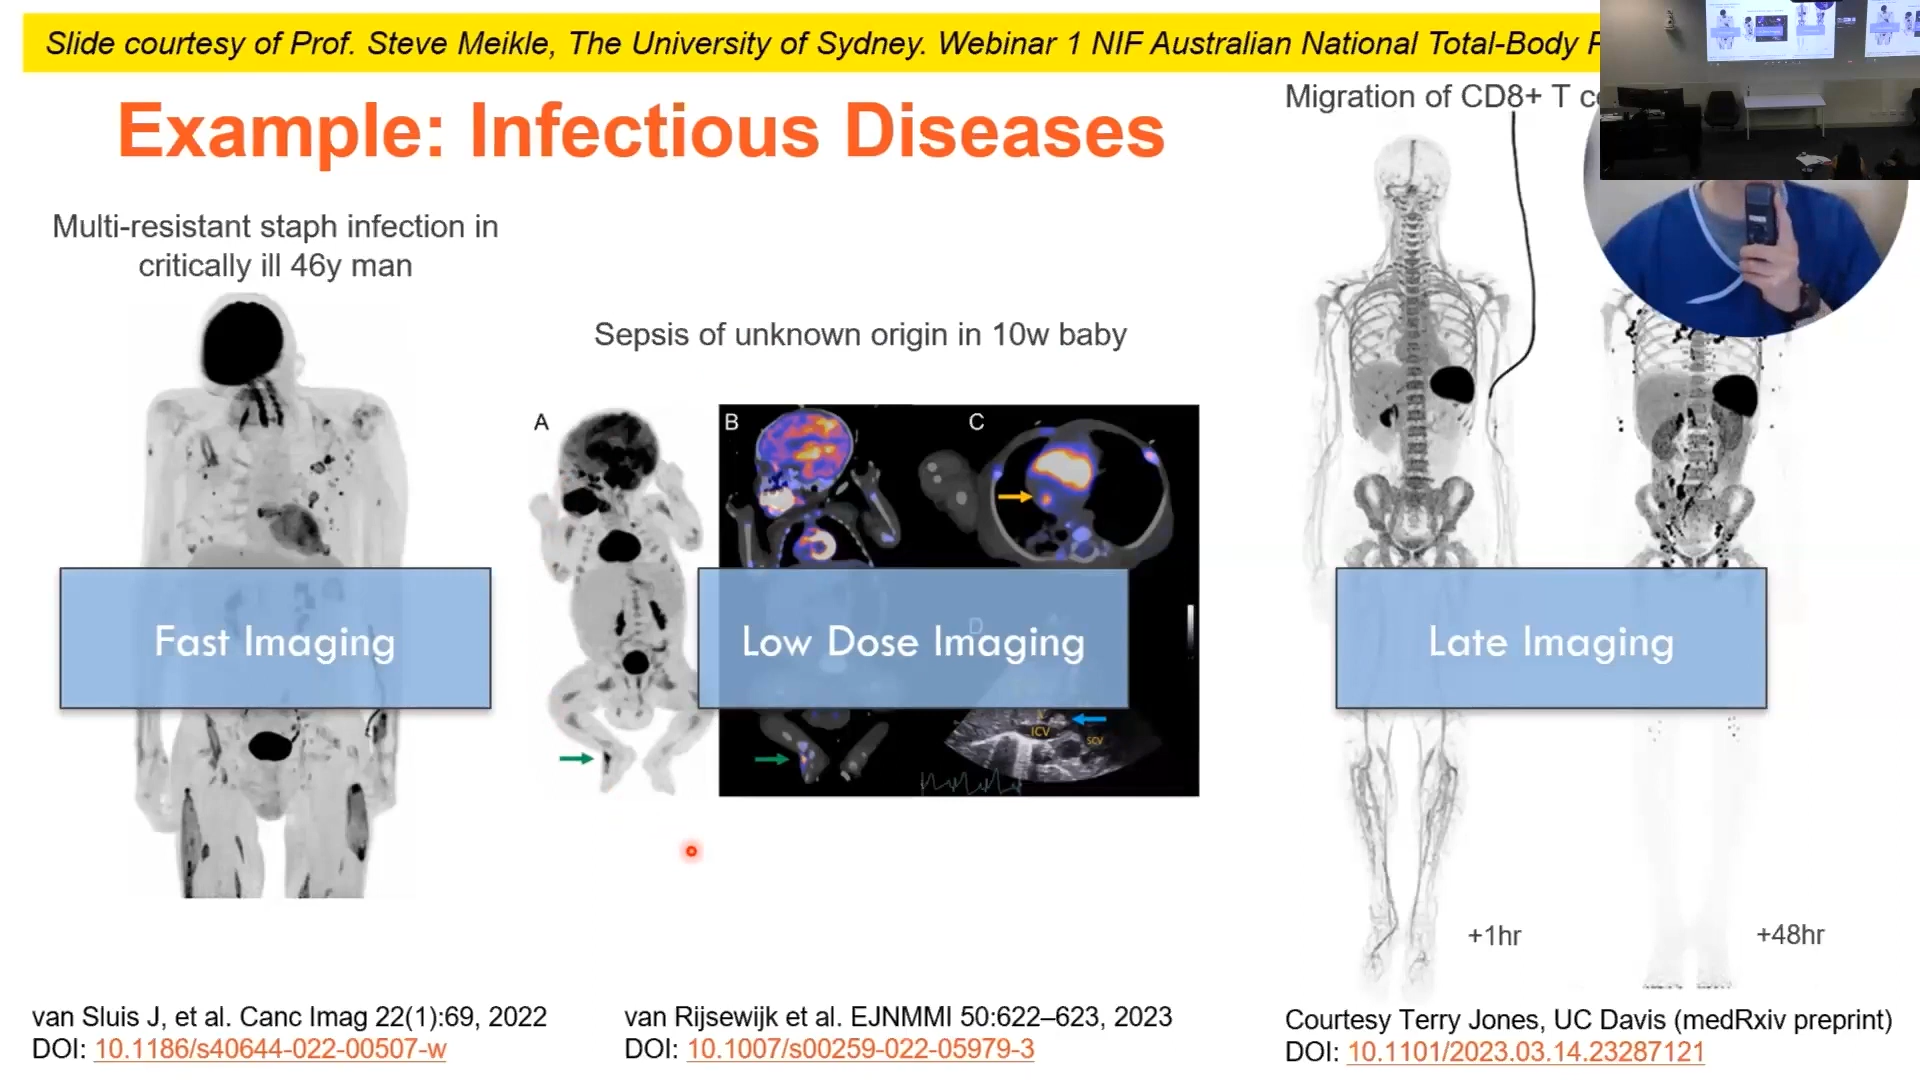 Slide courtesy of Prof. Steve Meikle, The University of Sydney. Webinar 1 NIF Australian National Total-Body
Example: Infectious Diseases
Migration of CD8+ T
Multi-resistant staph infection in
critically ill 46y man
Sepsis of unknown origin in 10w baby
A
B
C
Fast Imaging
Low Dose Imaging
D
Late Imaging
ICV
SCV
+1hr
+48hr
van Sluis J, et al. Canc Imag 22(1):69, 2022
DOI: 10.1186/s40644-022-00507-w
van Rijsewijk et al. EJNMMI 50:622–623, 2023
DOI: 10.1007/s00259-022-05979-3
Courtesy Terry Jones, UC Davis (medRxiv preprint)
DOI: 10.1101/2023.03.14.23287121